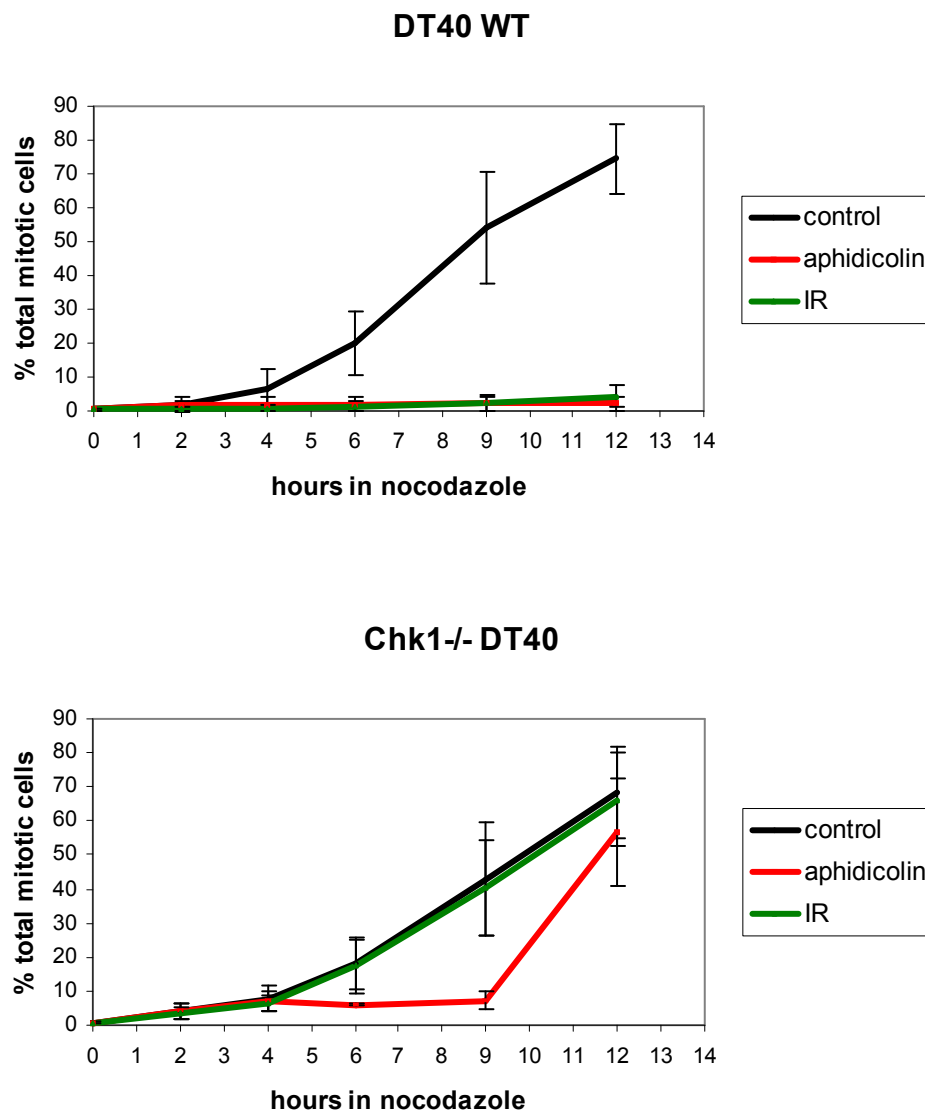 DT40 WT
90
80
70
60
50
40
30
20
10
0
% total mitotic cells
0 1 2 3 4 5 6 7 8 9 10 11 12 13 14
hours in nocodazole
control
aphidicolin
IR
Chk1-/- DT40
90
80
70
60
50
40
30
20
10
0
% total mitotic cells
0 1 2 3 4 5 6 7 8 9 10 11 12 13 14
hours in nocodazole
control
aphidicolin
IR